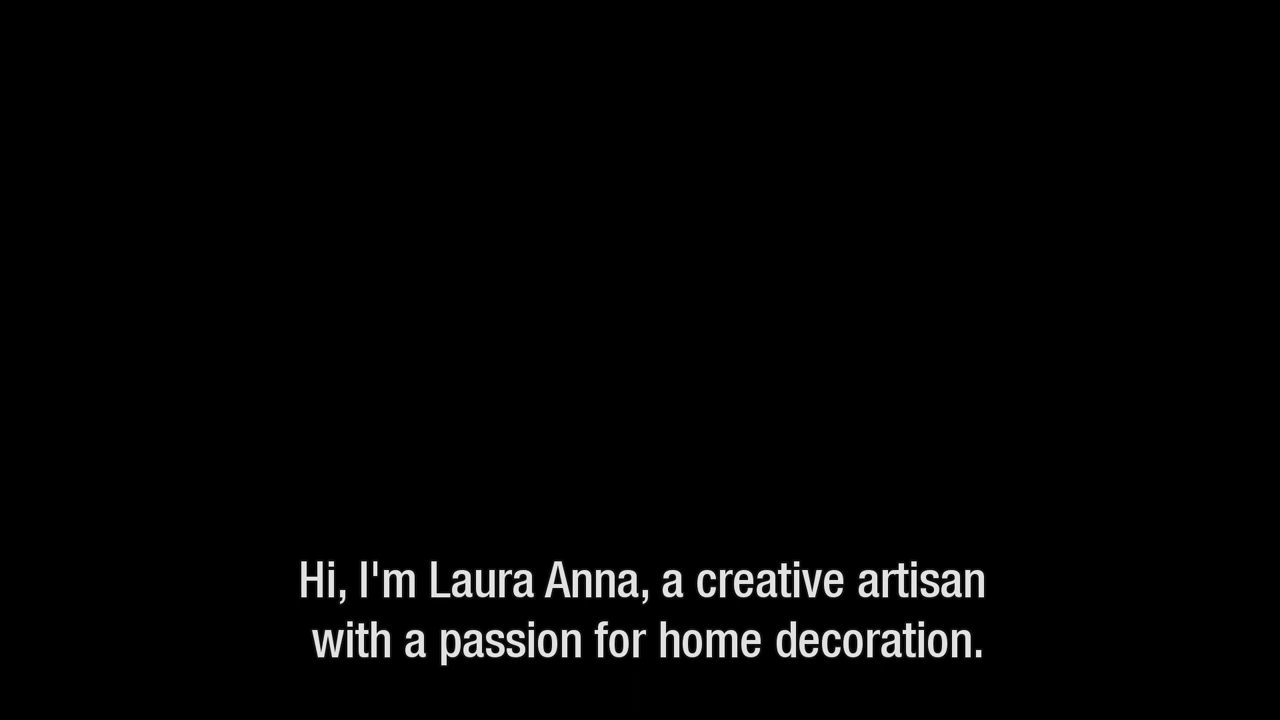 Hi, I'm Laura Anna, a creative artisan
with a passion for home decoration.